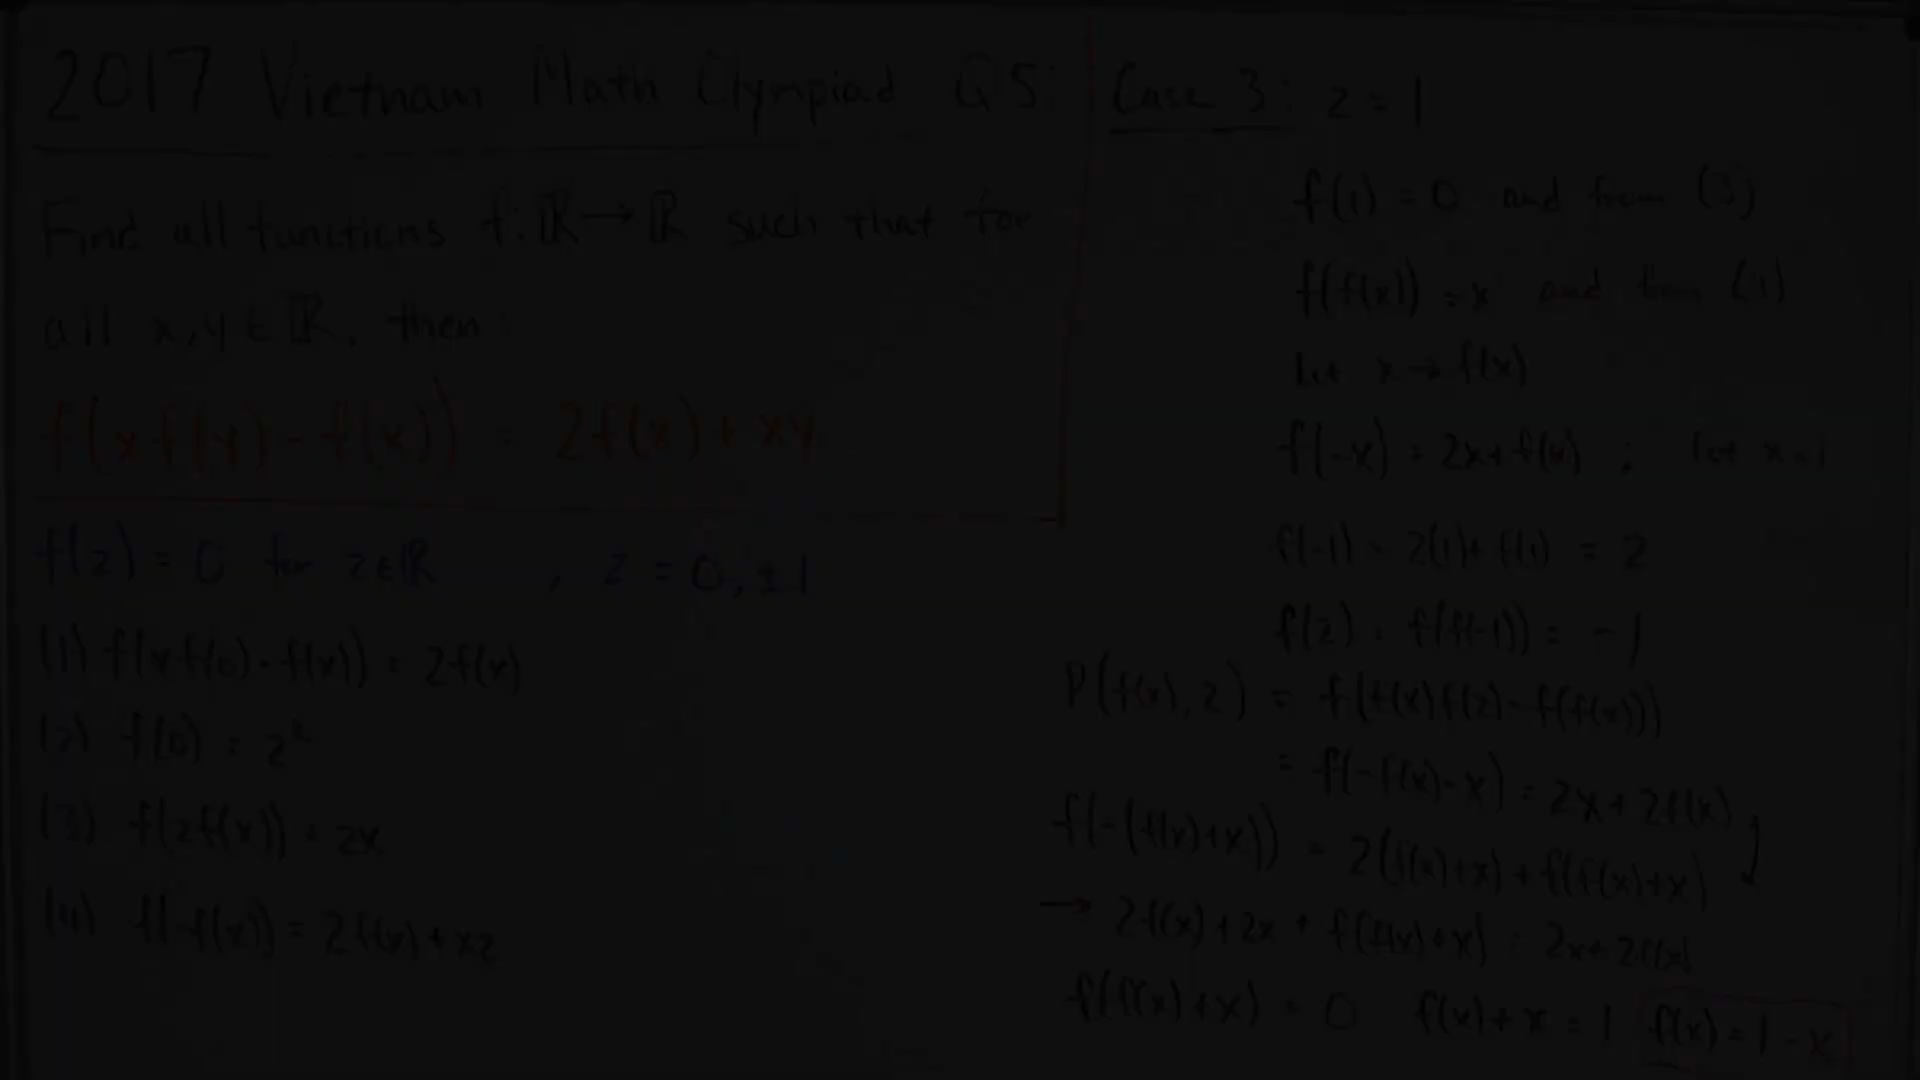 2017 Vietnam Math Olympiad Q5:
Find all functions f: ℝ → ℝ such that for
all x, y ∈ ℝ, then:
f(xf(y) - f(x)) = 2f(x) + xy
f(z) = 0 for z ∈ ℝ , z = 0, ±1
(1) f(xf(0) - f(x)) = 2f(x)
(2) f(0) = z²
(3) f(zf(x)) = zx
(4) f(-f(x)) = 2f(x) + xz
Case 3: z = 1
f(1) = 0 and from (3)
f(f(x)) = x and from (1)
Let x → f(x)
f(-x) = 2x + f(x) ; Let x = 1
f(-1) = 2(1) + f(1) = 2
f(2) = f(f(-1)) = -1
P(f(x), 2) = f(f(x)f(2) - f(f(x)))
= f(-f(x) - x) = 2x + 2f(x)
f(-(f(x)+x)) = 2(f(x)+x) + f(f(x)+x)
→ 2f(x) + 2x + f(f(x)+x) = 2x + 2f(x)
f(f(x)+x) = 0 f(x) + x = 1 f(x) = 1 - x